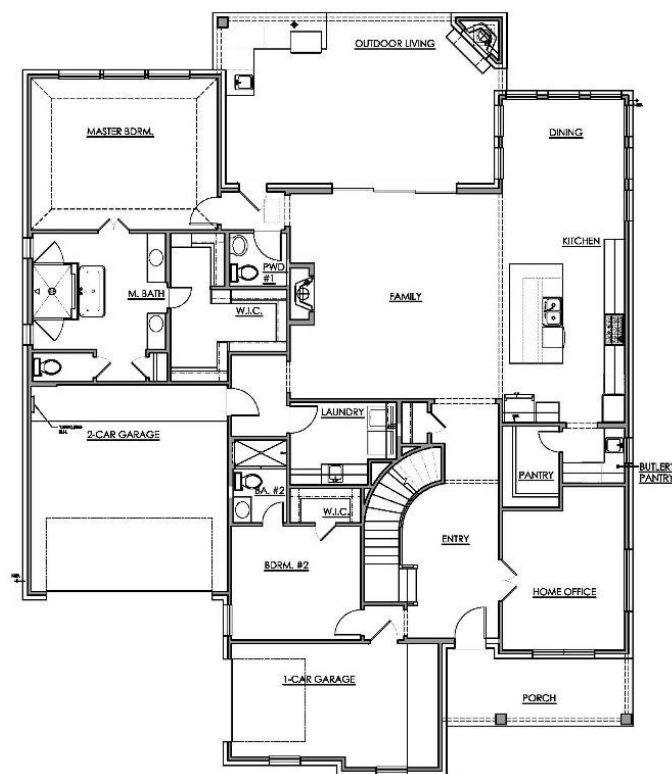 OUTDOOR LIVING
MASTER BDRM.
DINING
KITCHEN
PWD
#1
M. BATH
FAMILY
W.I.C.
LAUNDRY
2-CAR GARAGE
PANTRY
BUTLER'S
PANTRY
BA. #2
W.I.C.
ENTRY
BDRM. #2
HOME OFFICE
1-CAR GARAGE
PORCH